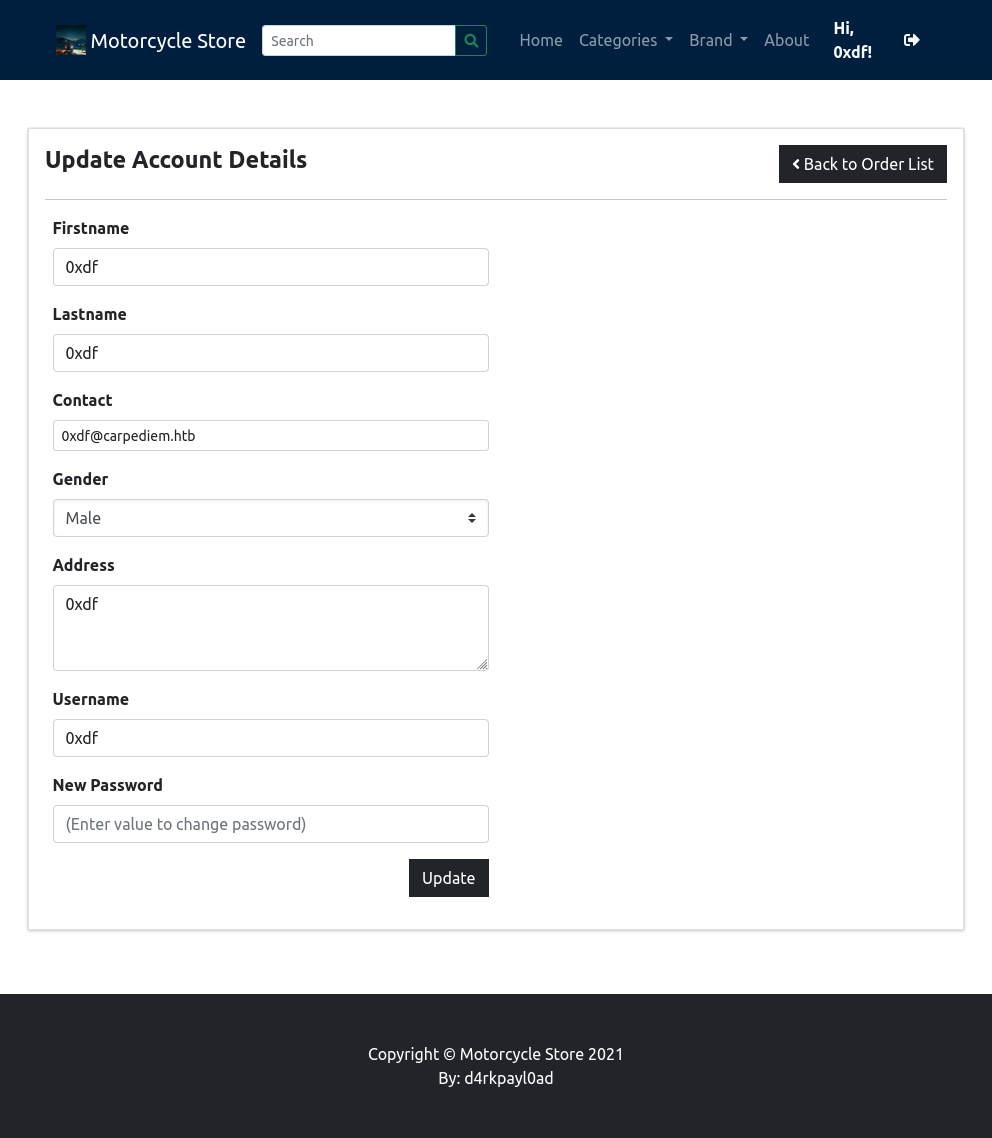 Motorcycle Store
Search
Home
Categories
Brand
About
Hi,
0xdf!
Update Account Details
Back to Order List
Firstname
0xdf
Lastname
0xdf
Contact
0xdf@carpediem.htb
Gender
Male
Address
0xdf
Username
0xdf
New Password
(Enter value to change password)
Update
Copyright © Motorcycle Store 2021
By: d4rkpayl0ad